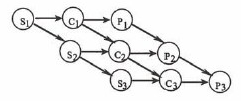 S₁ C₁ P₁
S₂ C₂ P₂
S₃ C₃ P₃